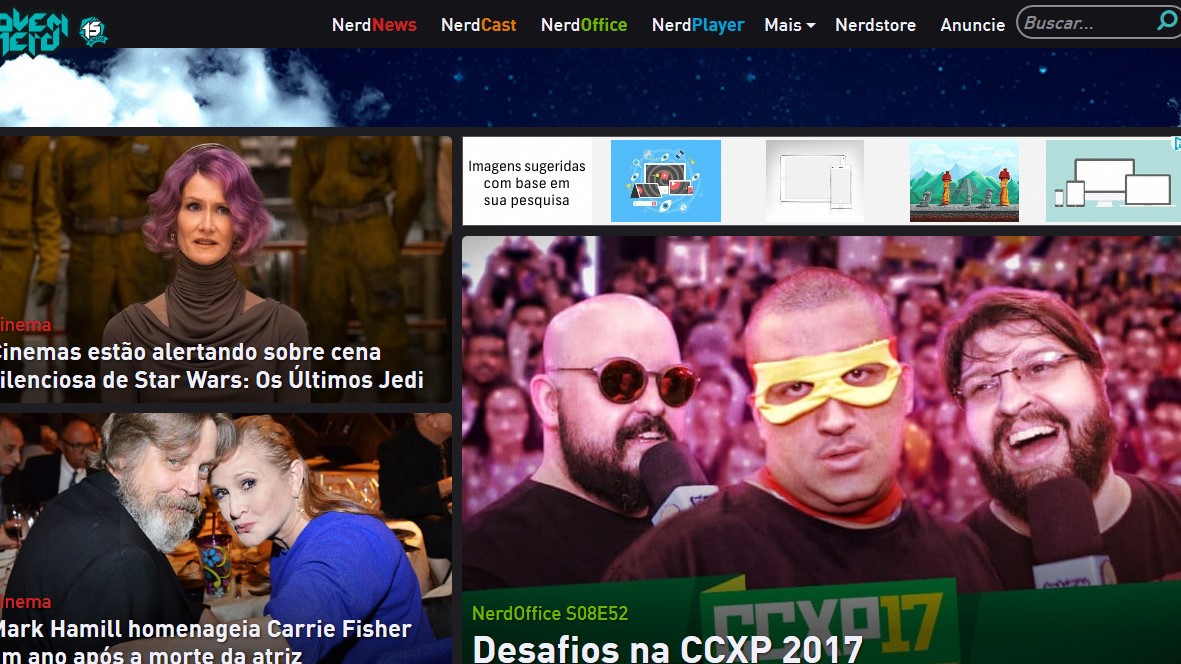 JOVEM
NERD
15
NerdNews NerdCast NerdOffice NerdPlayer Mais Nerdstore Anuncie Buscar...
Imagens sugeridas
com base em
sua pesquisa
inema
Cinemas estão alertando sobre cena
ilenciosa de Star Wars: Os Últimos Jedi
inema
Mark Hamill homenageia Carrie Fisher
m ano após a morte da atriz
CCXP17
NerdOffice S08E52
Desafios na CCXP 2017